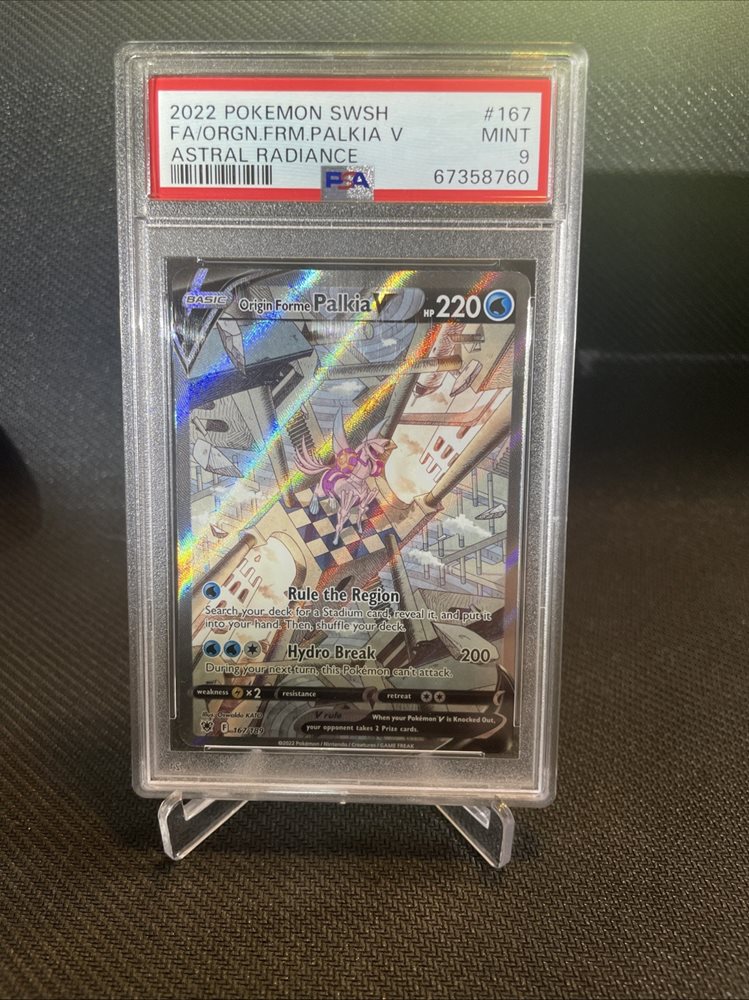 2022 POKEMON SWSH #167
FA/ORGN.FRM.PALKIA V MINT
ASTRAL RADIANCE 9
PSA 67358760
BASIC Origin Forme Palkia V HP 220
Rule the Region
Search your deck for a Stadium card, reveal it, and put it
into your hand. Then, shuffle your deck.
Hydro Break 200
During your next turn, this Pokémon can't attack.
weakness ×2 resistance retreat
Illus. Oswaldo KATO
V rule When your Pokémon V is Knocked Out,
your opponent takes 2 Prize cards.
F 167/189
©2022 Pokémon / Nintendo / Creatures / GAME FREAK